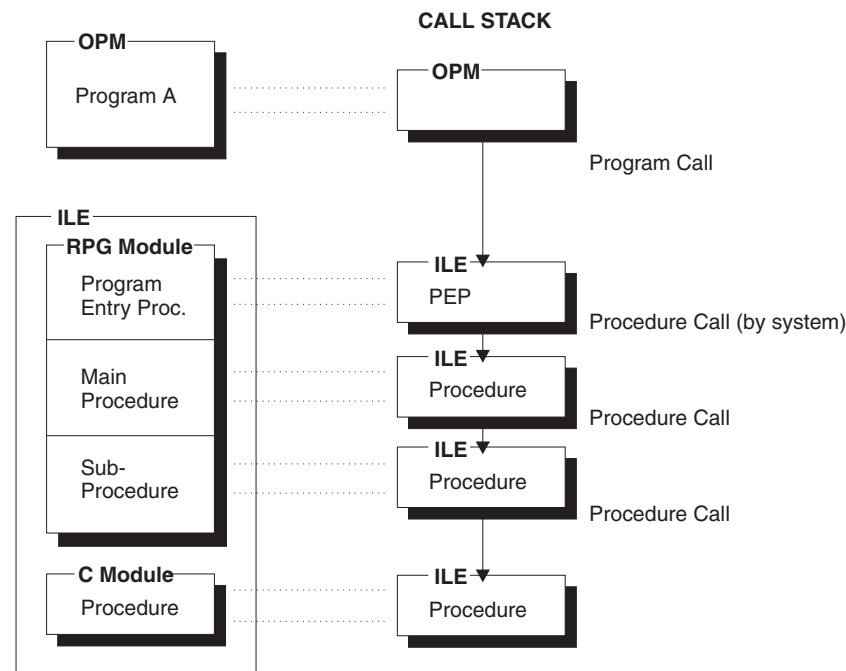 CALL STACK
OPM
Program A
OPM
Program Call
ILE
RPG Module
Program
Entry Proc.
ILE
PEP
Procedure Call (by system)
Main
Procedure
ILE
Procedure
Procedure Call
Sub-
Procedure
ILE
Procedure
Procedure Call
C Module
Procedure
ILE
Procedure